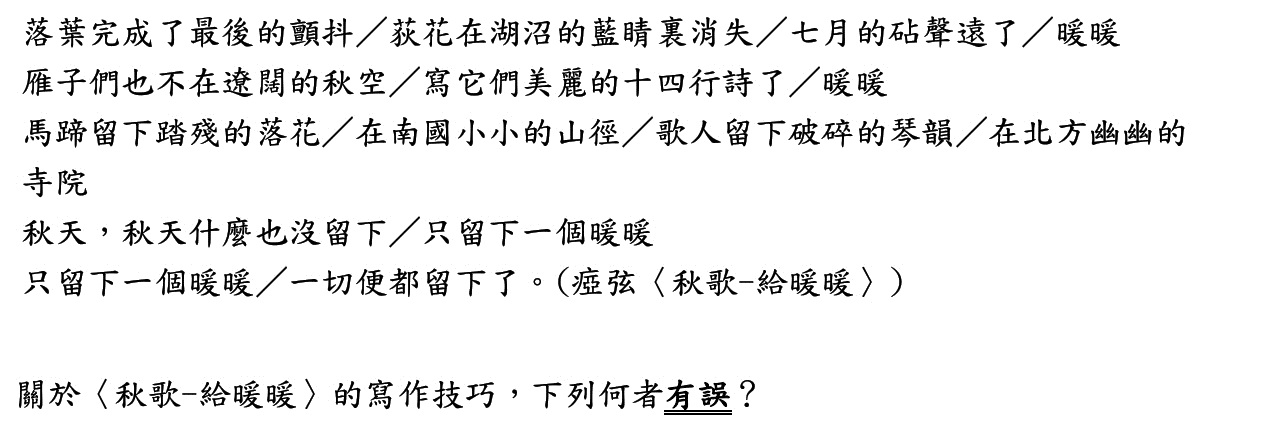 落葉完成了最後的顫抖╱荻花在湖沼的藍睛裏消失╱七月的砧聲遠了╱暖暖
雁子們也不在遼闊的秋空╱寫它們美麗的十四行詩了╱暖暖
馬蹄留下踏殘的落花╱在南國小小的山徑╱歌人留下破碎的琴韻╱在北方幽幽的
寺院
秋天，秋天什麼也沒留下╱只留下一個暖暖
只留下一個暖暖╱一切便都留下了。(瘂弦〈秋歌-給暖暖〉)
關於〈秋歌-給暖暖〉的寫作技巧，下列何者有誤？